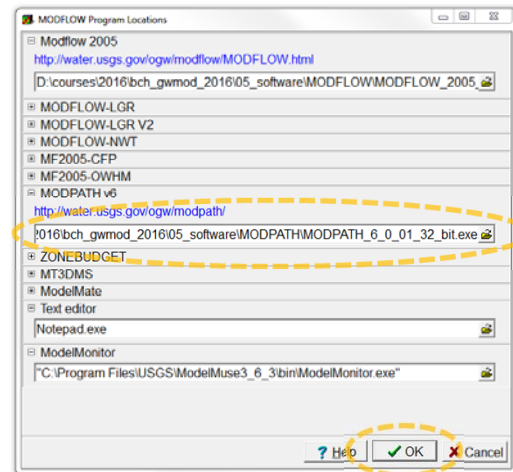 MODFLOW Program Locations
Modflow 2005
http://water.usgs.gov/ogw/modflow/MODFLOW.html
D:\courses\2016\bch_gwmod_2016\05_software\MODFLOW\MODFLOW_2005_
MODFLOW-LGR
MODFLOW-LGR V2
MODFLOW-NWT
MF2005-CFP
MF2005-OWHM
MODPATH v6
http://water.usgs.gov/ogw/modpath/
2016\bch_gwmod_2016\05_software\MODPATH\MODPATH_6_0_01_32_bit.exe
ZONEBUDGET
MT3DMS
ModelMate
Text editor
Notepad.exe
ModelMonitor
"C:\Program Files\USGS\ModelMuse3_6_3\bin\ModelMonitor.exe"
? Help OK Cancel